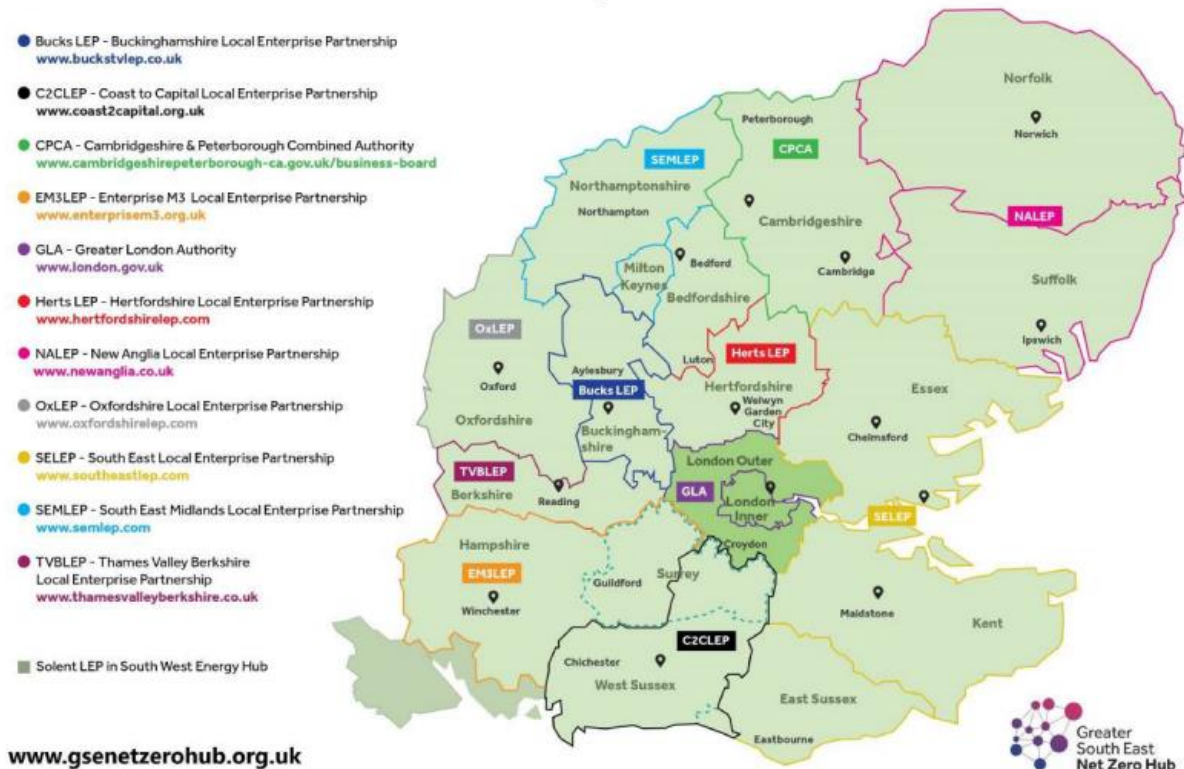 Bucks LEP - Buckinghamshire Local Enterprise Partnership
www.buckstvlep.co.uk
C2CLEP - Coast to Capital Local Enterprise Partnership
www.coast2capital.org.uk
CPCA - Cambridgeshire & Peterborough Combined Authority
www.cambridgeshirepeterborough-ca.gov.uk/business-board
EM3LEP - Enterprise M3 Local Enterprise Partnership
www.enterprisem3.org.uk
GLA - Greater London Authority
www.london.gov.uk
Herts LEP - Hertfordshire Local Enterprise Partnership
www.hertfordshirelep.com
NALEP - New Anglia Local Enterprise Partnership
www.newanglia.co.uk
OxLEP - Oxfordshire Local Enterprise Partnership
www.oxfordshirelep.com
SELEP - South East Local Enterprise Partnership
www.southeastlep.com
SEMLEP - South East Midlands Local Enterprise Partnership
www.semlep.com
TVBLEP - Thames Valley Berkshire
Local Enterprise Partnership
www.thamesvalleyberkshire.co.uk
Solent LEP in South West Energy Hub
www.gsenetzerohub.org.uk
Norfolk
Norwich
Peterborough
CPCA
SEMLEP
Northamptonshire
Northampton
Cambridgeshire
NALEP
Bedford
Cambridge
Milton
Keynes
Bedfordshire
Suffolk
OxLEP
Ipswich
Luton
Herts LEP
Oxford
Aylesbury
Bucks LEP
Hertfordshire
Essex
Welwyn
Garden
City
Oxfordshire
Buckingham-
shire
Chelmsford
London Outer
TVBLEP
Berkshire
Reading
GLA
London
Inner
SELEP
Hampshire
Croydon
EM3LEP
Guildford
Surrey
Winchester
Maidstone
Kent
C2CLEP
Chichester
West Sussex
East Sussex
Eastbourne
Greater
South East
Net Zero Hub